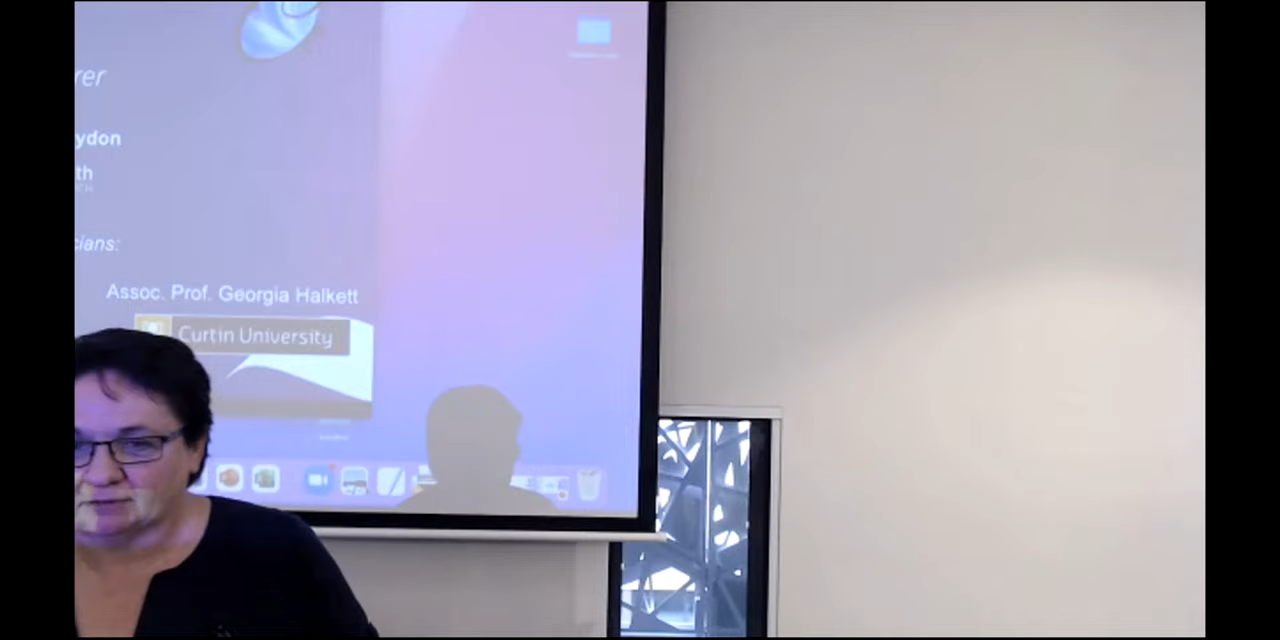 rer
ydon
th
cians:
Assoc. Prof. Georgia Halkett
Curtin University